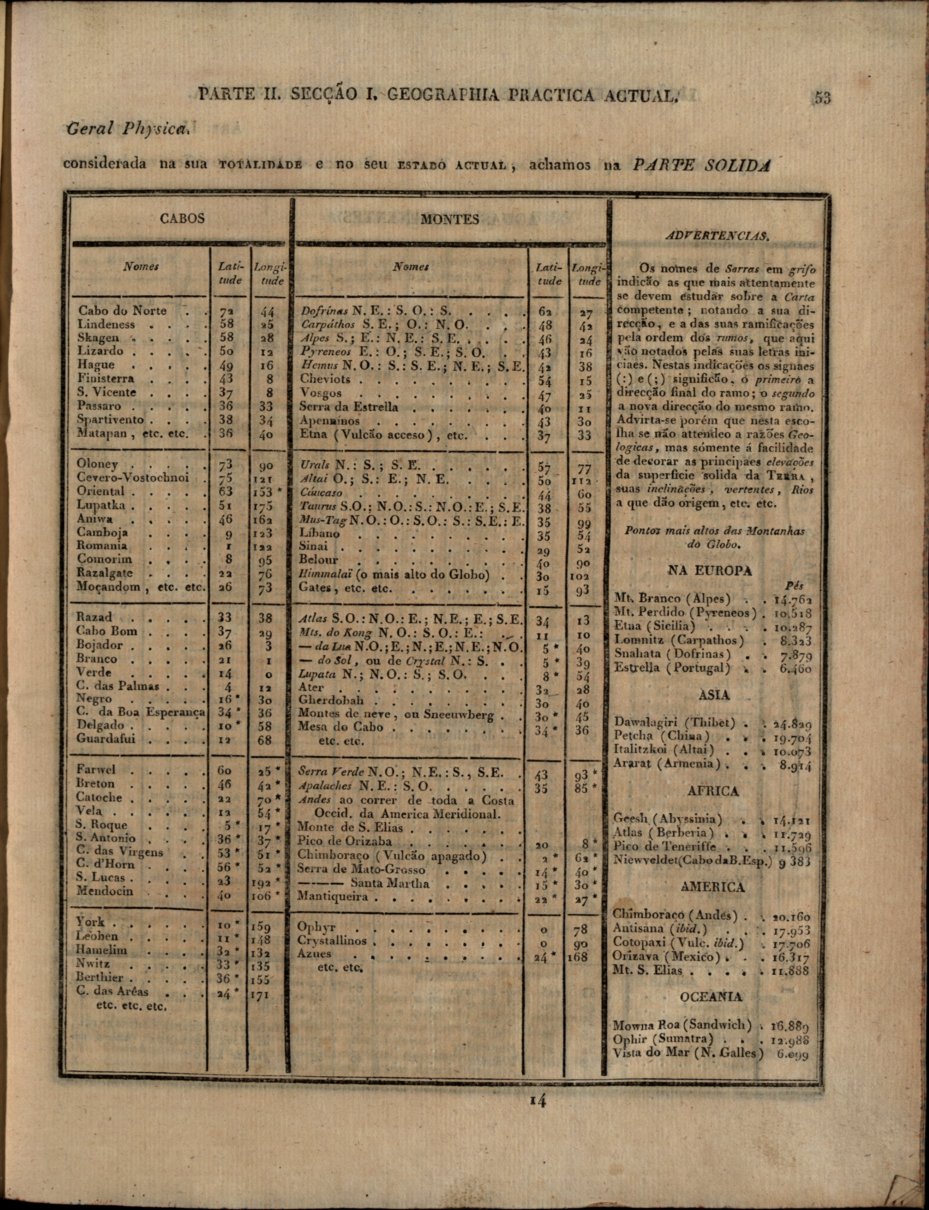 PARTE II. SECÇÃO I. GEOGRAPHIA PRACTICA ACTUAL. 53
Geral Physica.
considerada na sua TOTALIDADE e no seu ESTADO ACTUAL, achamos na PARTE SOLIDA
CABOS
Nomes Lati-tude Longi-tude
Cabo do Norte . . 72 44
Lindeness . . . . 58 25
Skagen . . . . . 58 28
Lizardo . . . . . 50 12
Hague . . . . . 49 16
Finisterra . . . . 43 8
S. Vicente . . . . 37 8
Passaro . . . . . 36 33
Spartivento . . . . 38 34
Matapan, etc. etc. . 36 40
Oloney . . . . . 73 90
Cevero-Vostochnoi . 75 121
Oriental . . . . . 63 153 *
Lupatka . . . . . 51 175
Aniwa . . . . . 46 162
Camboja . . . . 9 123
Romania . . . . 1 122
Comorim . . . . 8 95
Razalgate . . . . 22 76
Moçandom, etc. etc. 26 73
Razad . . . . . 33 38
Cabo Bom . . . . 37 29
Bojador . . . . . 26 3
Branco . . . . . 21 1
Verde . . . . . 14 0
C. das Palmas . . . 4 12
Negro . . . . . 16 * 30
C. da Boa Esperança 34 * 36
Delgado . . . . . 10 * 58
Guardafui . . . . 12 68
Farwel . . . . . 60 25 *
Breton . . . . . 46 42 *
Catoche . . . . . 22 70 *
Vela . . . . . . 12 54 *
S. Roque . . . . 5 * 17 *
S. Antonio . . . . 36 * 37 *
C. das Virgens . . . 53 * 51 *
C. d'Horn . . . . 56 * 52 *
S. Lucas . . . . . 23 192 *
Mendocin . . . . 40 106 *
York . . . . . . 10 * 159
Leoben . . . . . 11 * 148
Hamelim . . . . 32 * 132
Nwitz . . . . . 33 * 135
Berthier . . . . . 36 * 155
C. das Arêas . . . 24 * 171
etc. etc. etc.
MONTES
Nomes Lati-tude Longi-tude
Dofrinas N. E. : S. O. : S. . . . . 62 27
Carpáthos S. E. ; O. : N. O. . . . 48 42
Alpes S. ; E. : N. E. : S. E. . . . . 46 24
Pyreneos E. : O. ; S. E. ; S. O. . . 43 16
Hemus N. O. : S. : S. E. ; N. E. ; S. E. 42 38
Cheviots . . . . . . . . . 54 15
Vosgos . . . . . . . . . 47 25
Serra da Estrella . . . . . . 40 11
Apenninos . . . . . . . . 43 30
Etna (Vulcão acceso), etc. . . . 37 33
Urals N. : S. ; S. E. . . . . . . 57 77
Altai O. ; S. : E. ; N. E. . . . . 50 112
Cáucaso . . . . . . . . . 44 60
Taurus S.O. ; N.O. : S. : N.O. : E. ; S.E. 38 55
Mus-Tag N.O. : O. : S.O. : S. : S.E. : E. 35 99
Líbano . . . . . . . . . 35 54
Sinai . . . . . . . . . . 29 52
Belour . . . . . . . . . 40 90
Himmalaï (o mais alto do Globo) . . 30 102
Gates, etc. etc. . . . . . . . 15 93
Atlas S.O. : N.O. : E. ; N.E. ; E. ; S.E. 34 13
Mts. do Kong N. O. : S. O. : E. : . . 11 10
— da Lua N.O. ; E. ; N. ; E. ; N.E. ; N.O. 5 * 40
— do Sol, ou de Crystal N. : S. . . 5 * 39
Lupata N. ; N. O. : S. ; S. O. . . . 8 * 54
Ater . . . . . . . . . . 32 28
Gherdobah . . . . . . . . 30 40
Montes de neve, ou Sneeuwberg . . 30 * 45
Mesa do Cabo . . . . . . . 34 * 36
etc. etc.
Serra Verde N. O. ; N. E. : S., S.E. . 43 93 *
Apalaches N. E. : S. O. . . . . . 35 85 *
Andes ao correr de toda a Costa
Occid. da America Meridional.
Monte de S. Elias . . . . . .
Pico de Orizaba . . . . . . . 20 8 *
Chimboraço (Vulcão apagado) . . 2 * 62 *
Serra de Mato-Grosso . . . . . 14 * 40 *
——— Santa Martha . . . . . 15 * 30 *
Mantiqueira . . . . . . . . 22 * 27 *
Ophyr . . . . . . . . . 0 78
Crystallinos . . . . . . . . 0 90
Azues . . . . . . . . . 24 * 168
etc. etc.
ADVERTENCIAS.
Os nomes de Sarras em grifo
indicão as que mais attentamente
se devem estudar sobre a Carta
competente ; notando a sua di-
recção, e a das suas ramificações
pela ordem dos ramos, que aqui
vão notados pelas suas letras ini-
ciaes. Nestas indicações os signaes
(:) e (;) significão, ó primeiro a
direcção final do ramo; o segundo
a nova direcção do mesmo ramo.
Advirta-se porém que nesta esco-
lha se não attendeo a razões Geo-
logicas, mas sómente á facilidade
de decorar as principaes elevações
da superficie solida da TERRA,
suas inclinações, vertentes, Rios
a que dão origem, etc. etc.
Pontos mais altos das Montanhas
do Globo.
NA EUROPA
Pés
Mt. Branco (Alpes) . . 14.762
Mt. Perdido (Pyreneos) . 10.518
Etna (Sicilia) . . . . 10.287
Lomnitz (Carpathos) . 8.323
Snahata (Dofrinas) . . 7.879
Estrella (Portugal) . . 6.460
ÁSIA
Dawalagiri (Thibet) . . 24.829
Petcha (China) . . . 19.704
Italitzkoi (Altai) . . . 10.073
Ararat (Armenia) . . . 8.914
AFRICA
Geesh (Abyssinia) . . 14.121
Atlas (Berberia) . . . 11.729
Pico de Teneriffe . . . 11.596
Niewveldet (Cabo da B. Esp.) 9 383
AMERICA
Chimboraço (Andes) . . 20.160
Antisana (ibid.) . . . 17.953
Cotopaxi (Vulc. ibid.) . 17.706
Orizava (Mexico) . . . 16.317
Mt. S. Elias . . . . . 11.888
OCEANIA
Mowna Roa (Sandwich) . 16.889
Ophir (Sumatra) . . . 12.988
Vista do Mar (N. Galles) 6.099
14